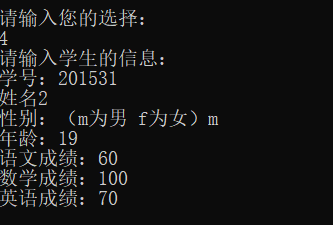 请输入您的选择：
4
请输入学生的信息：
学号：201531
姓名2
性别：（m为男 f为女）m
年龄：19
语文成绩：60
数学成绩：100
英语成绩：70